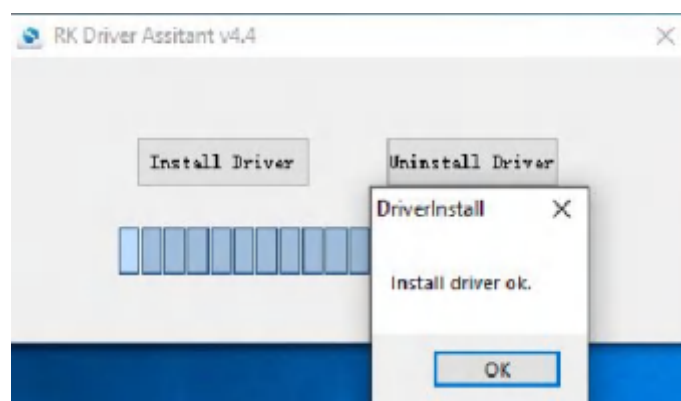 RK Driver Assitant v4.4
Install Driver
Uninstall Driver
DriverInstall
Install driver ok.
OK